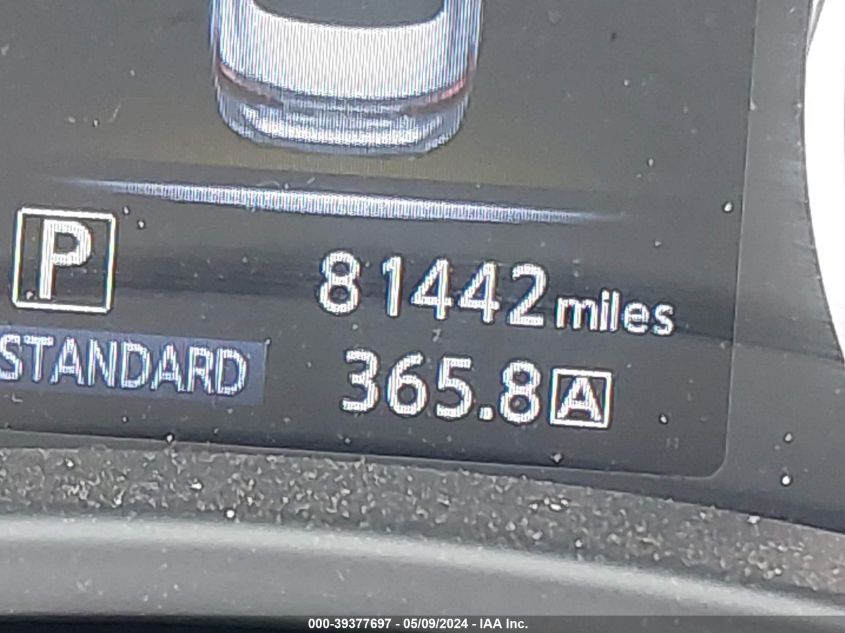 P 81442 miles
STANDARD 365.8 A
000-39377697 - 05/09/2024 - IAA Inc.